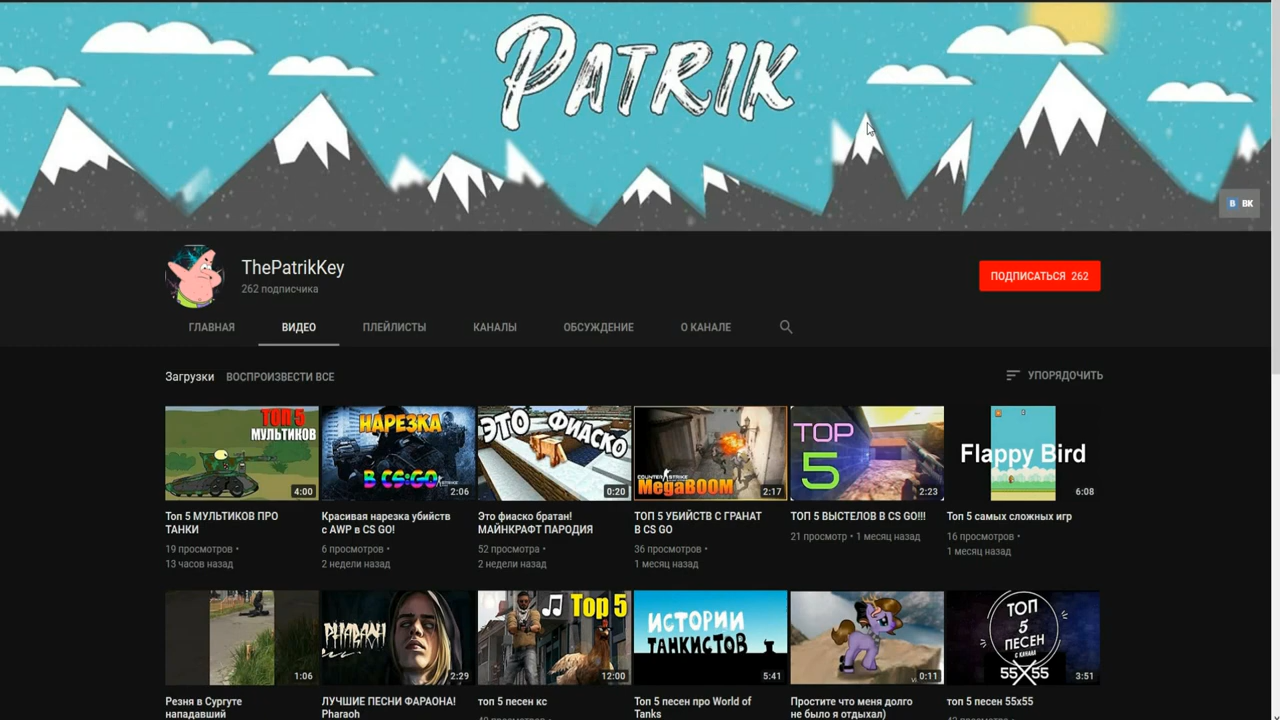 PATRIK
В ВК
ThePatrikKey
262 подписчика
ПОДПИСАТЬСЯ 262
ГЛАВНАЯ ВИДЕО ПЛЕЙЛИСТЫ КАНАЛЫ ОБСУЖДЕНИЕ О КАНАЛЕ
Загрузки ВОСПРОИЗВЕСТИ ВСЕ
УПОРЯДОЧИТЬ
ТОП 5
МУЛЬТИКОВ
4:00
Топ 5 МУЛЬТИКОВ ПРО
ТАНКИ
19 просмотров •
13 часов назад
НАРЕЗКА
В CS:GO
2:06
Красивая нарезка убийств
с AWP в CS GO!
6 просмотров •
2 недели назад
ЭТО ФИАСКО
0:20
Это фиаско братан!
МАЙНКРАФТ ПАРОДИЯ
52 просмотра •
2 недели назад
COUNTER STRIKE
MegaBOOM
2:17
ТОП 5 УБИЙСТВ С ГРАНАТ
В CS GO
36 просмотров •
1 месяц назад
TOP
5
2:23
ТОП 5 ВЫСТЕЛОВ В CS GO!!!
21 просмотр • 1 месяц назад
Flappy Bird
6:08
Топ 5 самых сложных игр
16 просмотров •
1 месяц назад
1:06
Резня в Сургуте
нападавший
PHARAOH
2:29
ЛУЧШИЕ ПЕСНИ ФАРАОНА!
Pharaoh
Top 5
12:00
топ 5 песен кс
ИСТОРИИ
ТАНКИСТОВ
5:41
Топ 5 песен про World of
Tanks
0:11
Простите что меня долго
не было я отдыхал)
ТОП
5
ПЕСЕН
С КАНАЛА
55X55
3:51
топ 5 песен 55x55